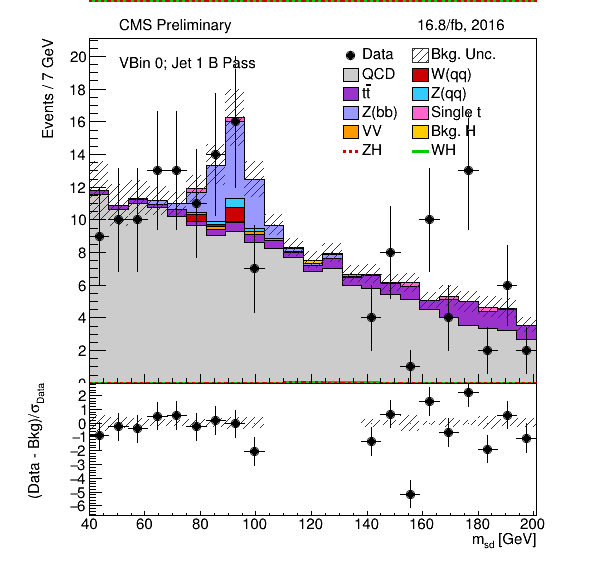 CMS Preliminary 16.8/fb, 2016
Events / 7 GeV
VBin 0; Jet 1 B Pass
Data Bkg. Unc.
QCD W(qq)
tt̄ Z(qq)
Z(bb) Single t
VV Bkg. H
ZH WH
20
18
16
14
12
10
8
6
4
2
0
(Data - Bkg)/σData
2
1
0
−1
−2
−3
−4
−5
−6
40 60 80 100 120 140 160 180 200
msd [GeV]